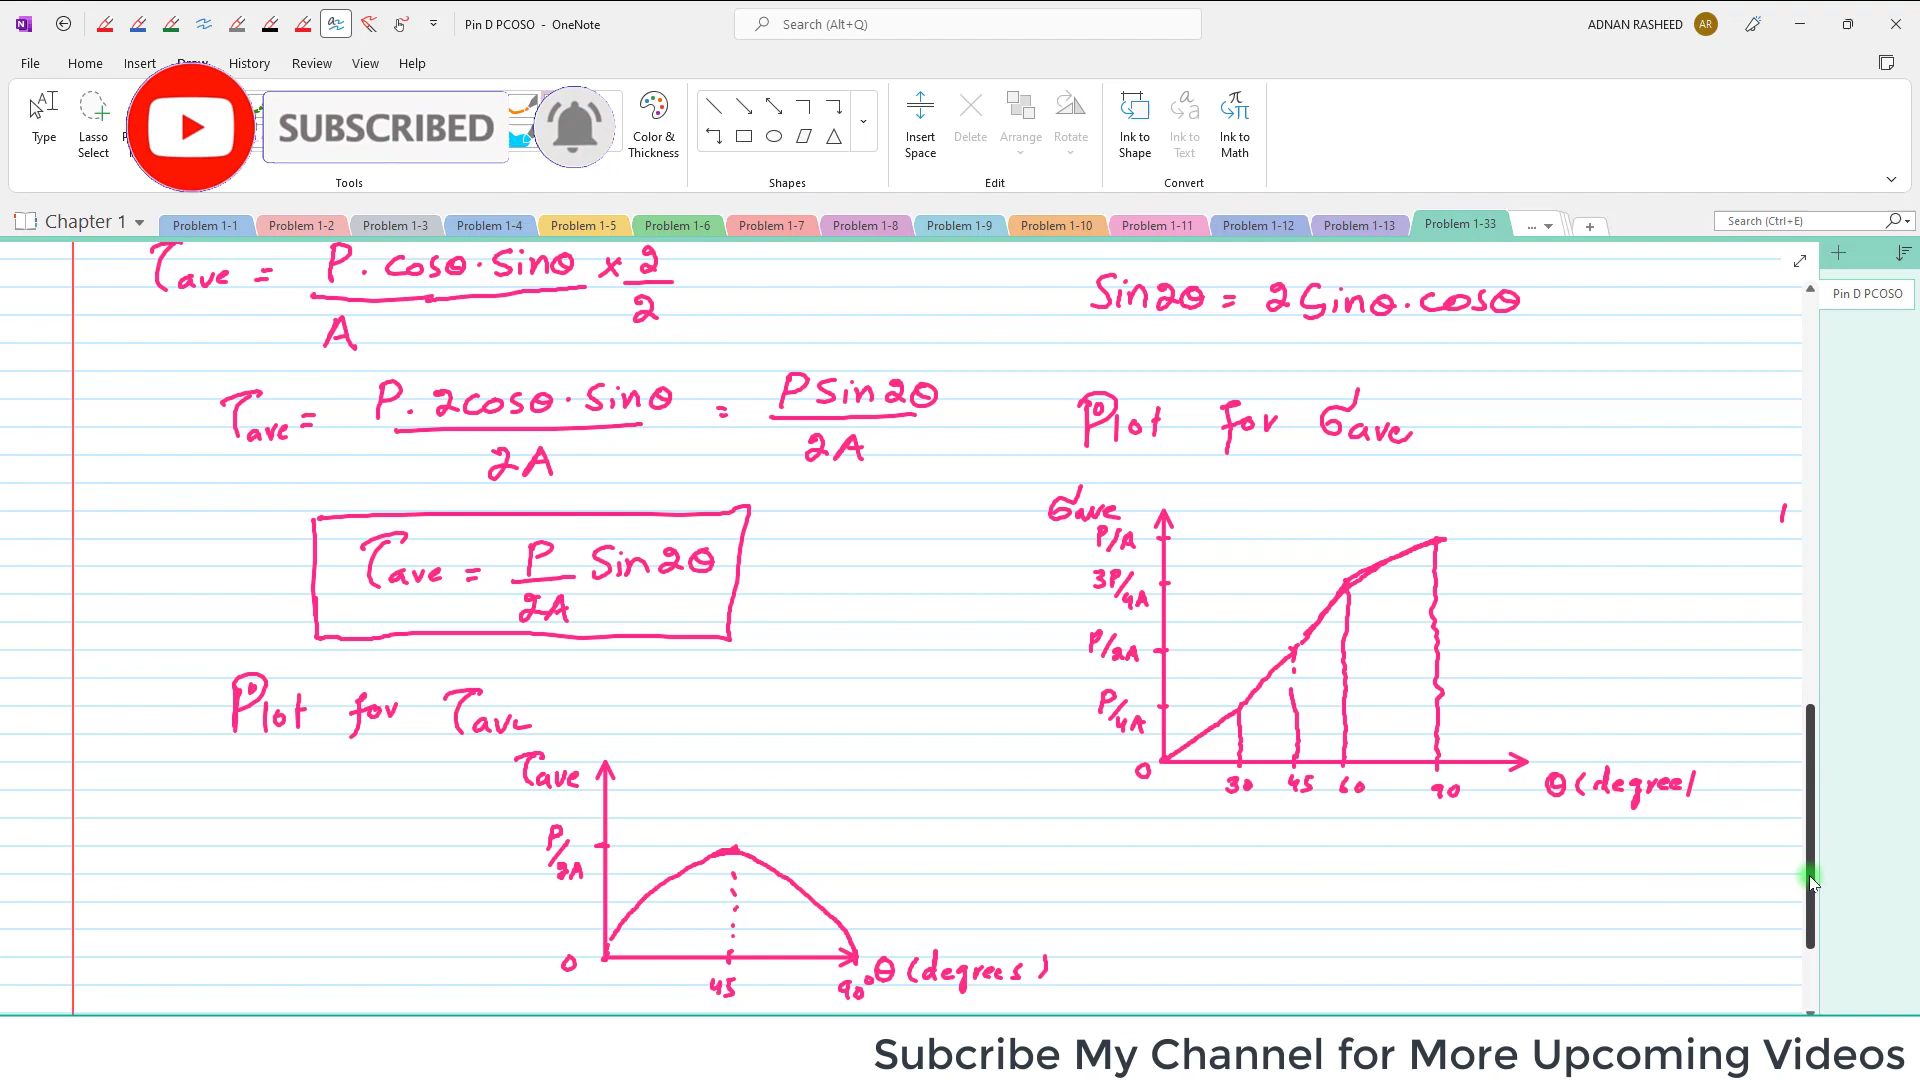 Pin D PCOSO - OneNote
Search (Alt+Q)
ADNAN RASHEED
AR
File Home Insert Draw History Review View Help
SUBSCRIBED
Type
Lasso Select
Color & Thickness
Insert Space
Delete
Arrange
Rotate
Ink to Shape
Ink to Text
Ink to Math
Tools
Shapes
Edit
Convert
Chapter 1
Problem 1-1
Problem 1-2
Problem 1-3
Problem 1-4
Problem 1-5
Problem 1-6
Problem 1-7
Problem 1-8
Problem 1-9
Problem 1-10
Problem 1-11
Problem 1-12
Problem 1-13
Problem 1-33
...
Search (Ctrl+E)
Pin D PCOSO
τave = P. cosθ. sinθ / A × 2/2
Sin2θ = 2 Sinθ. cosθ
τave = P. 2cosθ. Sinθ / 2A = P Sin2θ / 2A
Plot for σave
τave = P/2A Sin2θ
σave
P/A
3P/4A
P/2A
P/4A
0 30 45 60 90 θ (degree)
Plot for τave
τave
P/2A
0 45 90° θ (degrees)
Subcribe My Channel for More Upcoming Videos